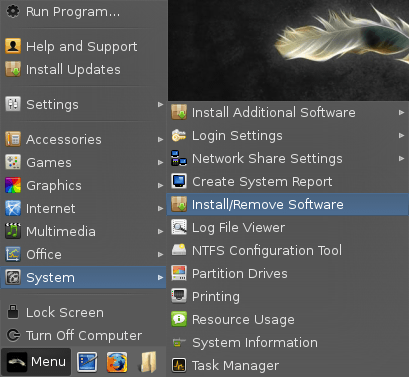 Run Program...
Help and Support
Install Updates
Settings
Accessories
Games
Graphics
Internet
Multimedia
Office
System
Lock Screen
Turn Off Computer
Menu
Install Additional Software
Login Settings
Network Share Settings
Create System Report
Install/Remove Software
Log File Viewer
NTFS Configuration Tool
Partition Drives
Printing
Resource Usage
System Information
Task Manager